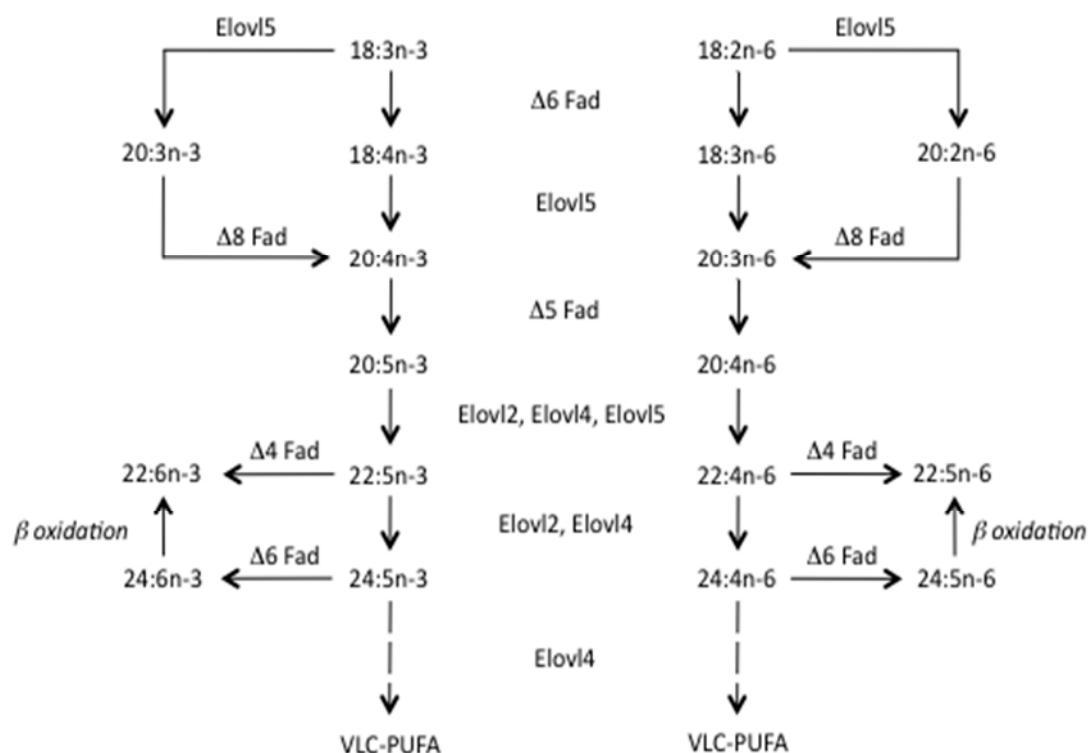 Elovl5 Elovl5
18:3n-3 18:2n-6
Δ6 Fad
20:3n-3 18:4n-3 18:3n-6 20:2n-6
Elovl5
Δ8 Fad Δ8 Fad
20:4n-3 20:3n-6
Δ5 Fad
20:5n-3 20:4n-6
Elovl2, Elovl4, Elovl5
Δ4 Fad Δ4 Fad
22:6n-3 22:5n-3 22:4n-6 22:5n-6
β oxidation Elovl2, Elovl4 β oxidation
Δ6 Fad Δ6 Fad
24:6n-3 24:5n-3 24:4n-6 24:5n-6
Elovl4
VLC-PUFA VLC-PUFA